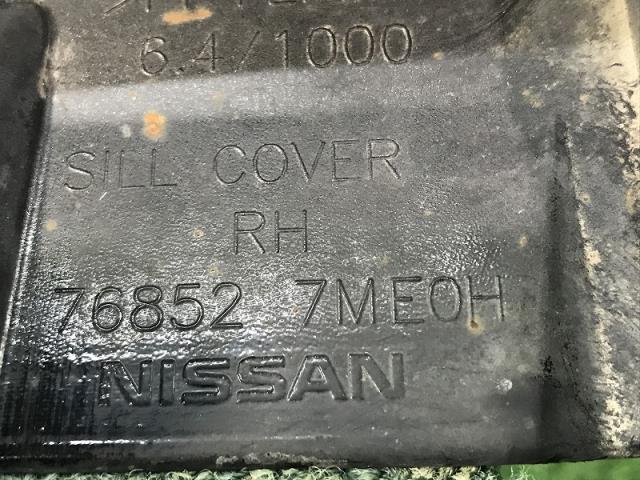 6.4/1000
SILL COVER
RH
76852 7ME0H
NISSAN